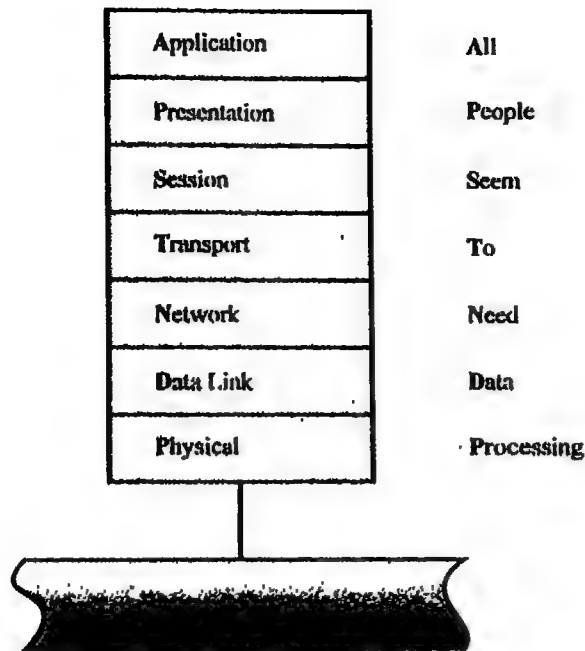 Application All
Presentation People
Session Seem
Transport To
Network Need
Data Link Data
Physical Processing